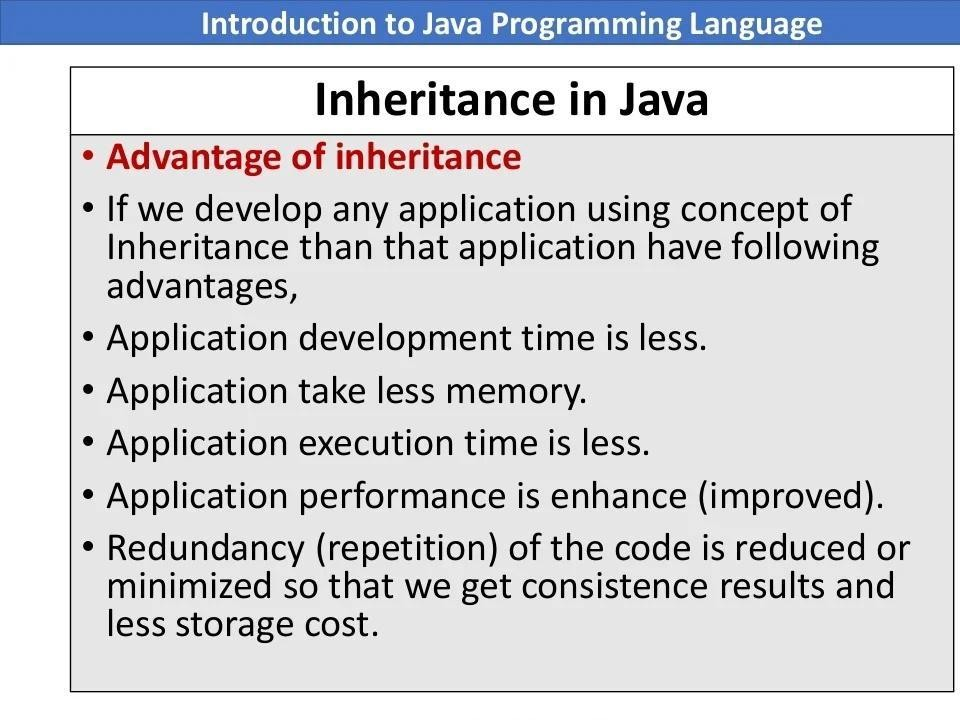 Introduction to Java Programming Language
Inheritance in Java
• Advantage of inheritance
• If we develop any application using concept of
Inheritance than that application have following
advantages,
• Application development time is less.
• Application take less memory.
• Application execution time is less.
• Application performance is enhance (improved).
• Redundancy (repetition) of the code is reduced or
minimized so that we get consistence results and
less storage cost.